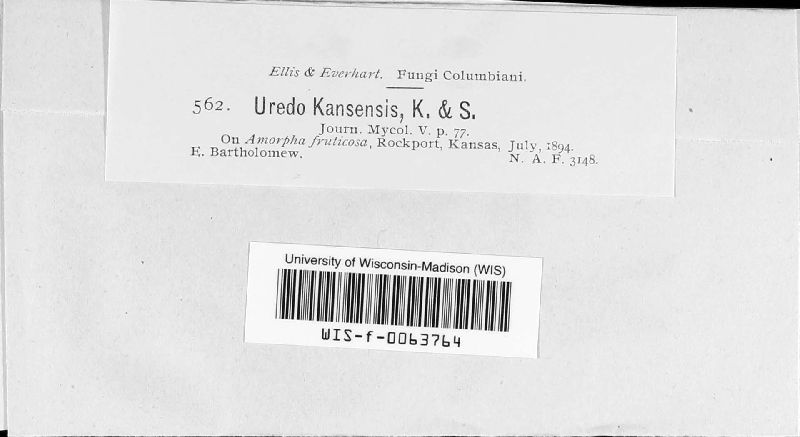 Ellis & Everhart. Fungi Columbiani.
562. Uredo Kansensis, K. & S.
Journ. Mycol. V. p. 77.
On Amorpha fruticosa, Rockport, Kansas, July, 1894.
E. Bartholomew. N. A. F. 3148.
University of Wisconsin-Madison (WIS)
WIS-f-0063764